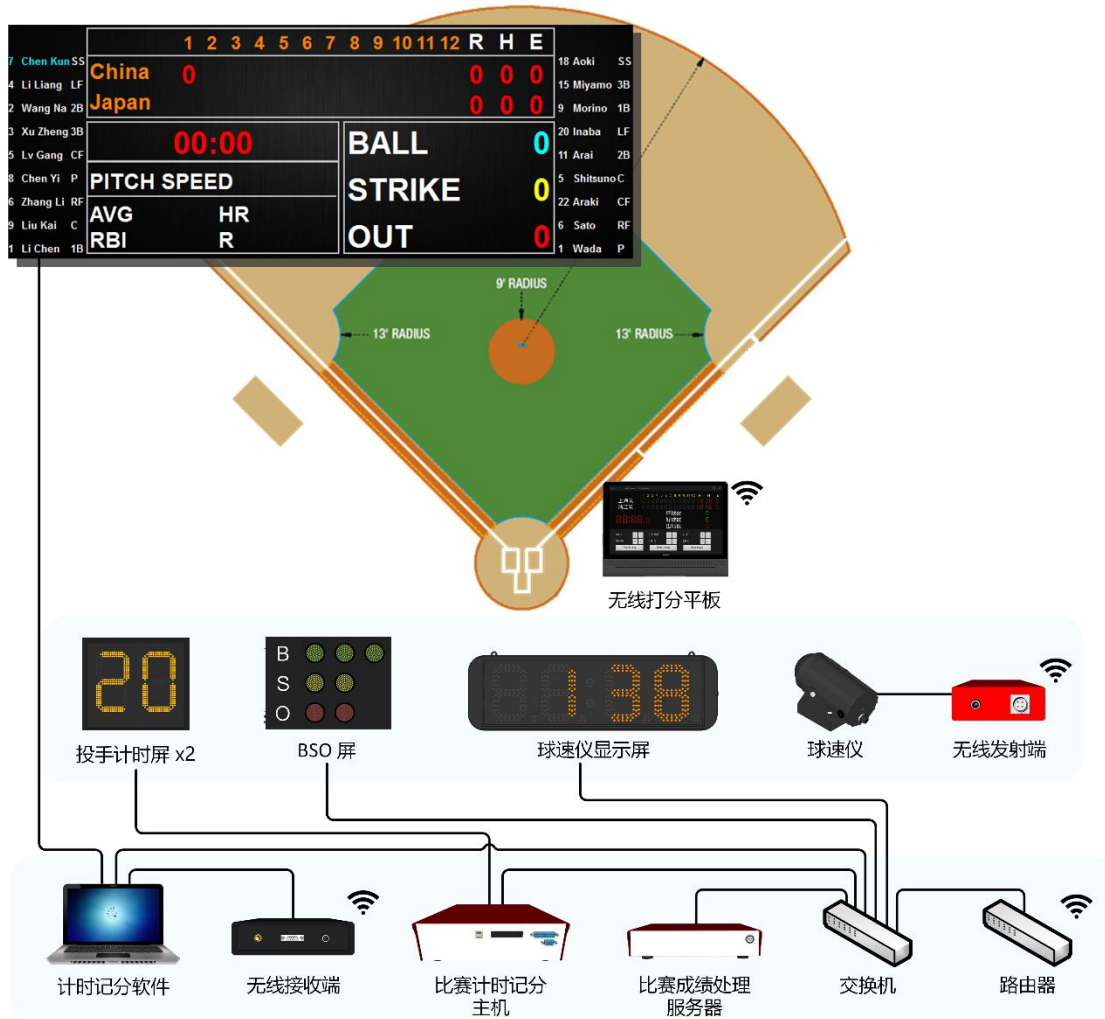 1 2 3 4 5 6 7 8 9 10 11 12 R H E
China 0 0 0 0
Japan 0 0 0
7 Chen Kun SS
4 Li Liang LF
2 Wang Na 2B
3 Xu Zheng 3B
5 Lv Gang CF
8 Chen Yi P
6 Zhang Li RF
9 Liu Kai C
1 Li Chen 1B
00:00
PITCH SPEED
AVG HR
RBI R
BALL 0
STRIKE 0
OUT 0
18 Aoki SS
15 Miyamo 3B
9 Morino 1B
20 Inaba LF
11 Arai 2B
5 Shitsuno C
22 Araki CF
6 Sato RF
1 Wada P
9' RADIUS
13' RADIUS
13' RADIUS
无线打分平板
20
B
S
O
138
投手计时屏 x2
BSO 屏
球速仪显示屏
球速仪
无线发射端
计时记分软件
无线接收端
比赛计时记分
主机
比赛成绩处理
服务器
交换机
路由器